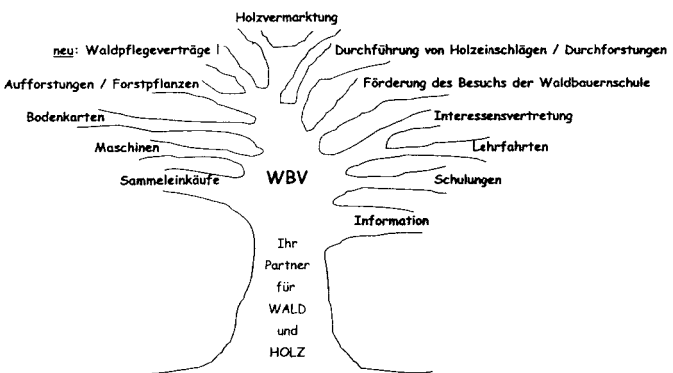 Holzvermarktung
neu: Waldpflegeverträge !
Durchführung von Holzeinschlägen / Durchforstungen
Aufforstungen / Forstpflanzen
Förderung des Besuchs der Waldbauernschule
Bodenkarten
Interessensvertretung
Maschinen
Lehrfahrten
Sammeleinkäufe
WBV
Schulungen
Information
Ihr
Partner
für
WALD
und
HOLZ